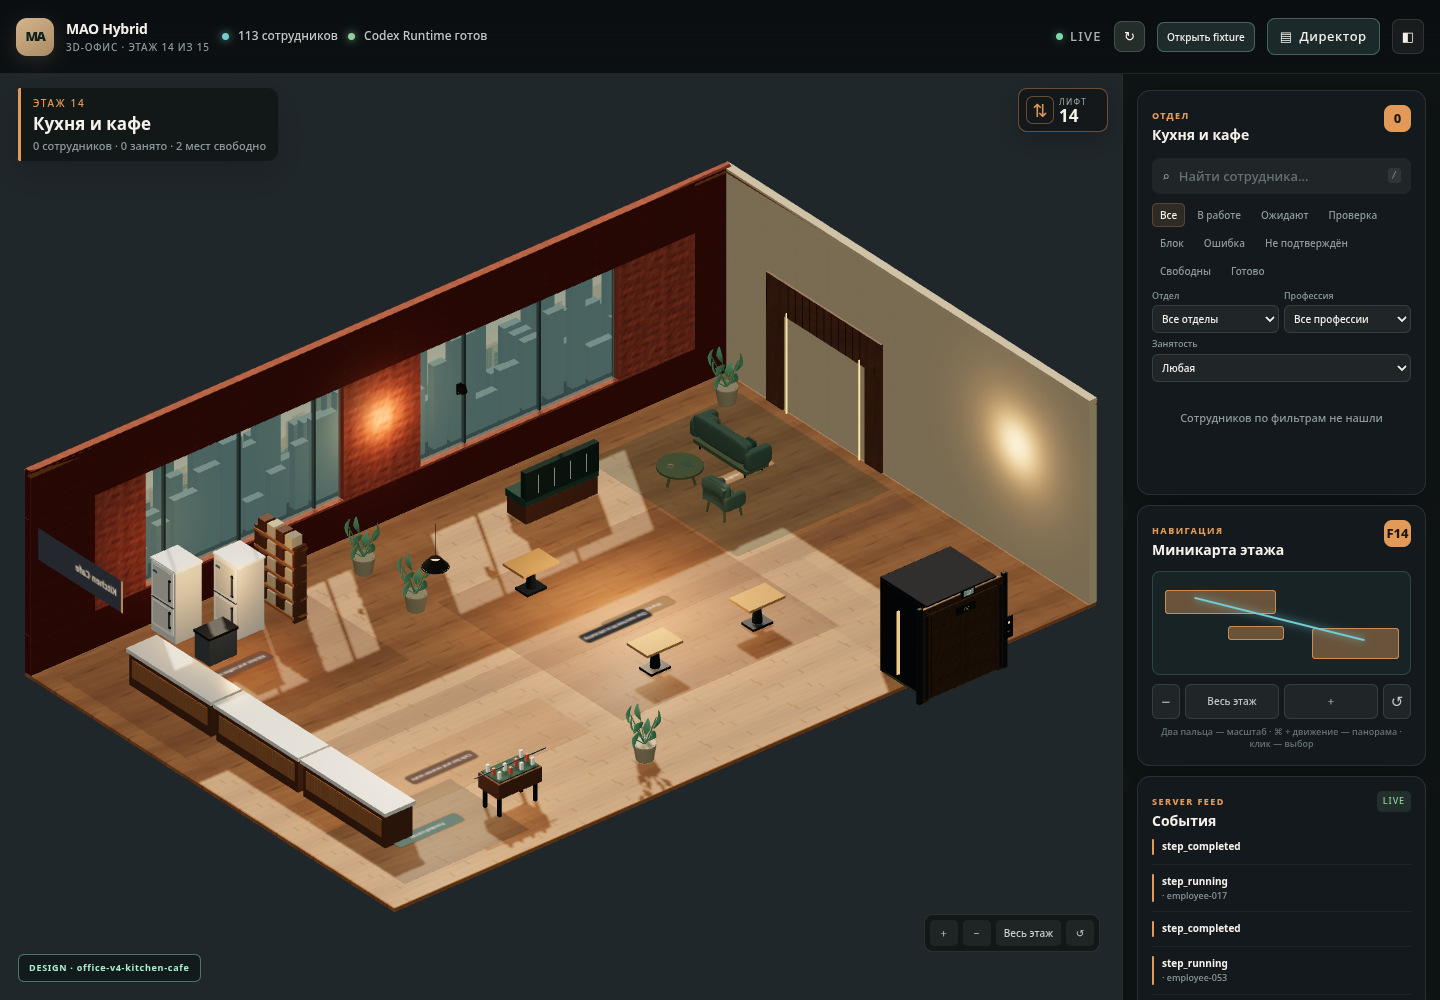 MA
MAO Hybrid
3D-ОФИС · ЭТАЖ 14 ИЗ 15
113 сотрудников
Codex Runtime готов
LIVE
Открыть fixture
Директор
ЭТАЖ 14
Кухня и кафе
0 сотрудников · 0 занято · 2 мест свободно
ЛИФТ
14
Kitchen Cafe
DESIGN · office-v4-kitchen-cafe
+
−
Весь этаж
↺
ОТДЕЛ
Кухня и кафе
0
Найти сотрудника...
/
Все
В работе
Ожидают
Проверка
Блок
Ошибка
Не подтверждён
Свободны
Готово
Отдел
Профессия
Все отделы
Все профессии
Занятость
Любая
Сотрудников по фильтрам не нашли
НАВИГАЦИЯ
Миникарта этажа
F14
−
Весь этаж
+
↺
Два пальца — масштаб · ⌘ + движение — панорама ·
клик — выбор
SERVER FEED
События
LIVE
step_completed
step_running
· employee-017
step_completed
step_running
· employee-053